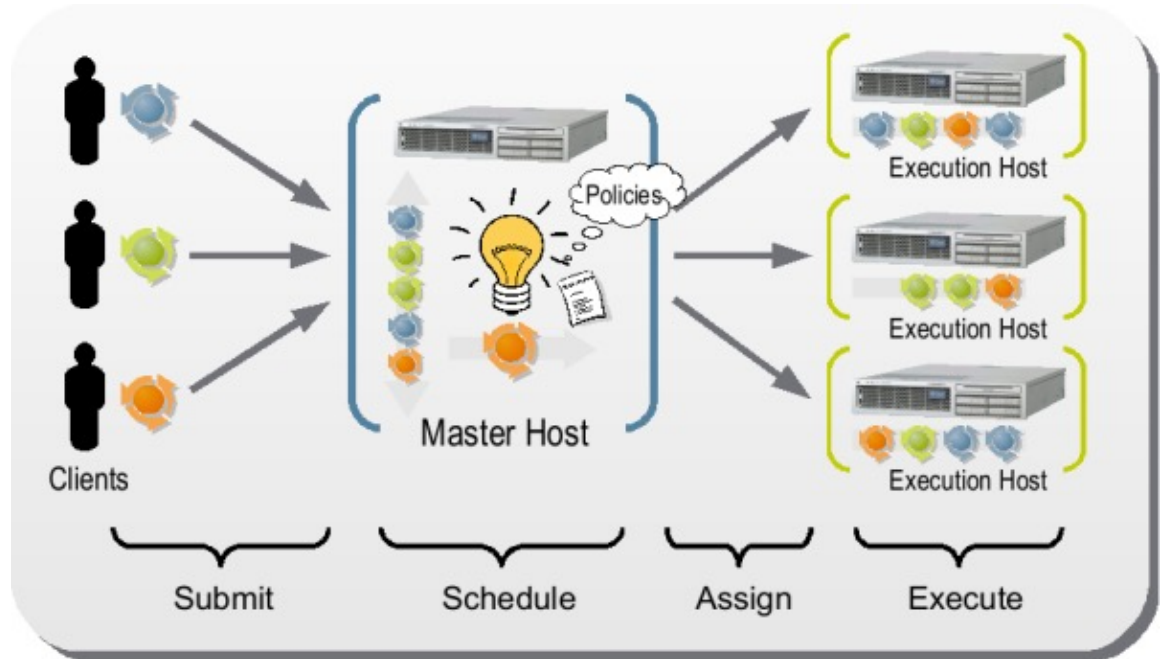 Policies
Execution Host
Execution Host
Master Host
Clients
Execution Host
Submit
Schedule
Assign
Execute